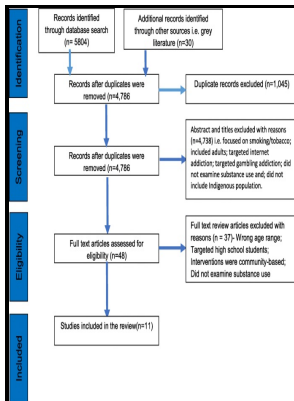 Identification
Records identified
through database search
(n= 5804)
Additional records identified
through other sources i.e. grey
literature (n=30)
Records after duplicates were
removed (n=4,786
Duplicate records excluded (n=1,045)
Screening
Records after duplicates were
removed (n=4,786
Abstract and titles excluded with reasons
(n=4,738) i.e. focused on smoking/tobacco;
included adults; targeted internet
addiction; targeted gambling addiction; did
not examine substance use and; did not
include Indigenous population.
Eligibility
Full text articles assessed for
eligibility (n=48)
Full text review articles excluded with
reasons (n = 37)- Wrong age range;
Targeted high school students;
Interventions were community-based;
Did not examine substance use
Included
Studies included in the review(n=11)